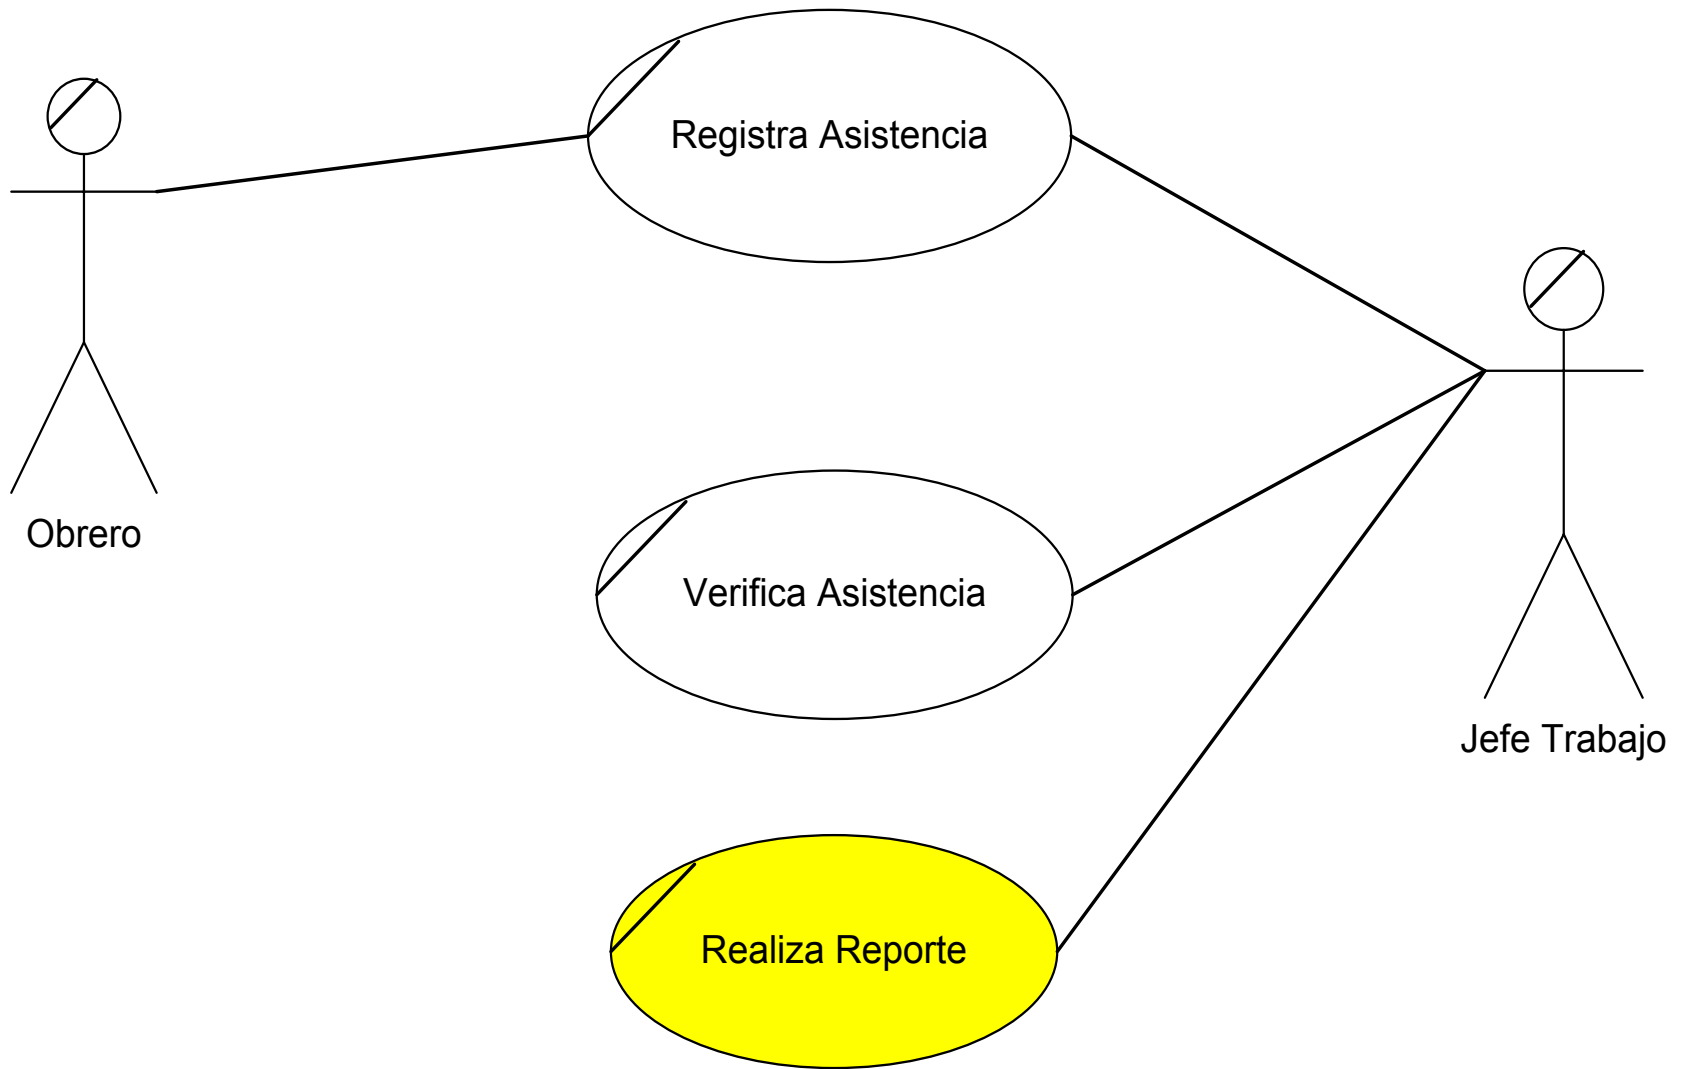 Registra Asistencia
Obrero
Verifica Asistencia
Jefe Trabajo
Realiza Reporte